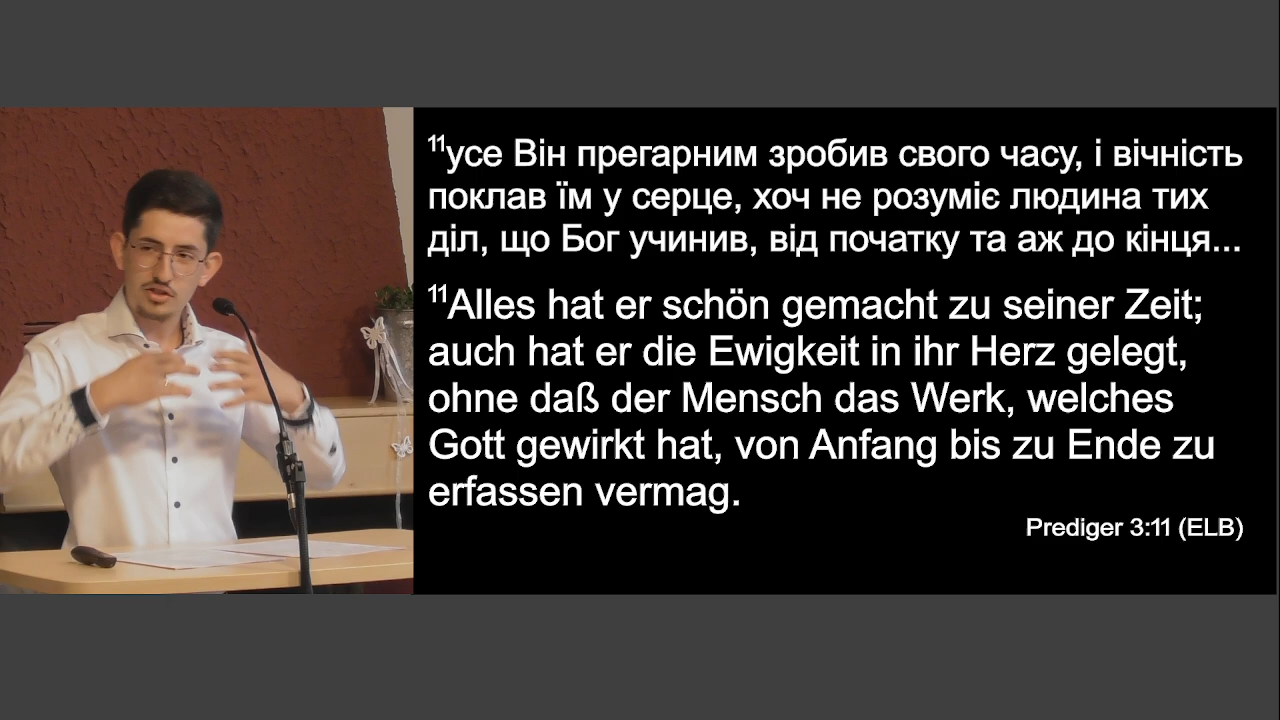 ¹¹усе Він прегарним зробив свого часу, і вічність
поклав їм у серце, хоч не розуміє людина тих
діл, що Бог учинив, від початку та аж до кінця...
¹¹Alles hat er schön gemacht zu seiner Zeit;
auch hat er die Ewigkeit in ihr Herz gelegt,
ohne daß der Mensch das Werk, welches
Gott gewirkt hat, von Anfang bis zu Ende zu
erfassen vermag.
Prediger 3:11 (ELB)